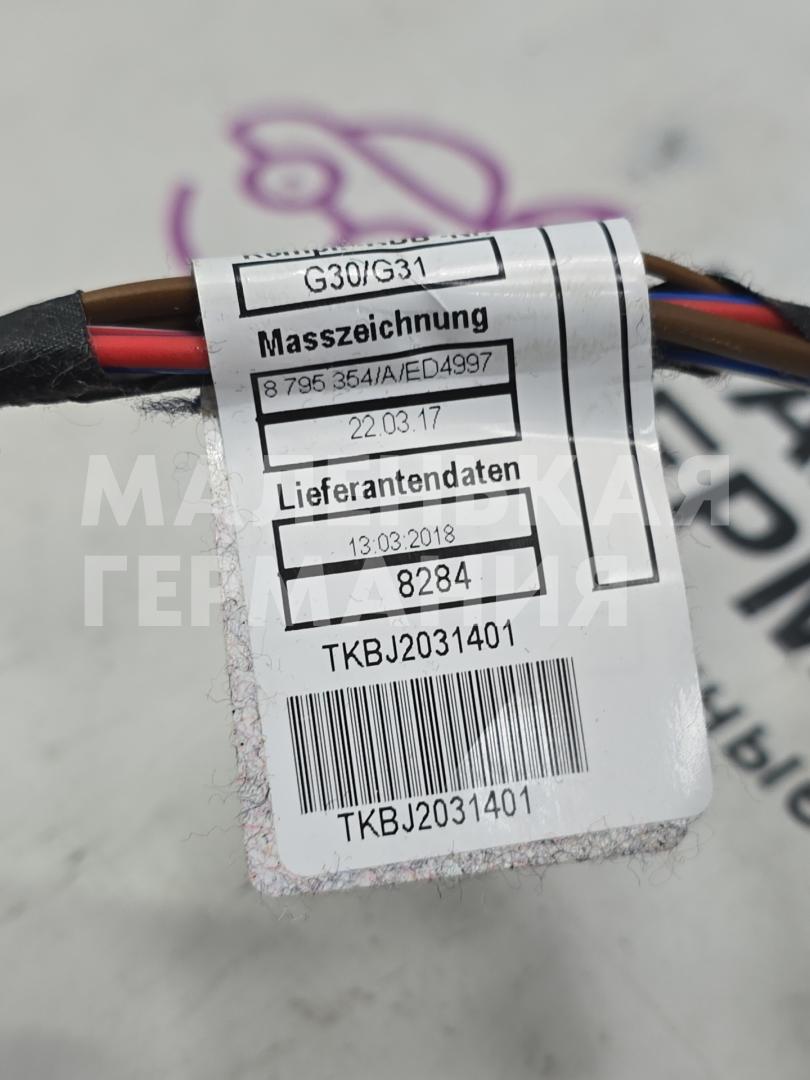 G30/G31
Masszeichnung
8 795 354/A/ED4997
22.03.17
Lieferantendaten
13:03:2018
8284
TKBJ2031401
TKBJ2031401
МАЛЕНЬКАЯ
ГЕРМАНИЯ